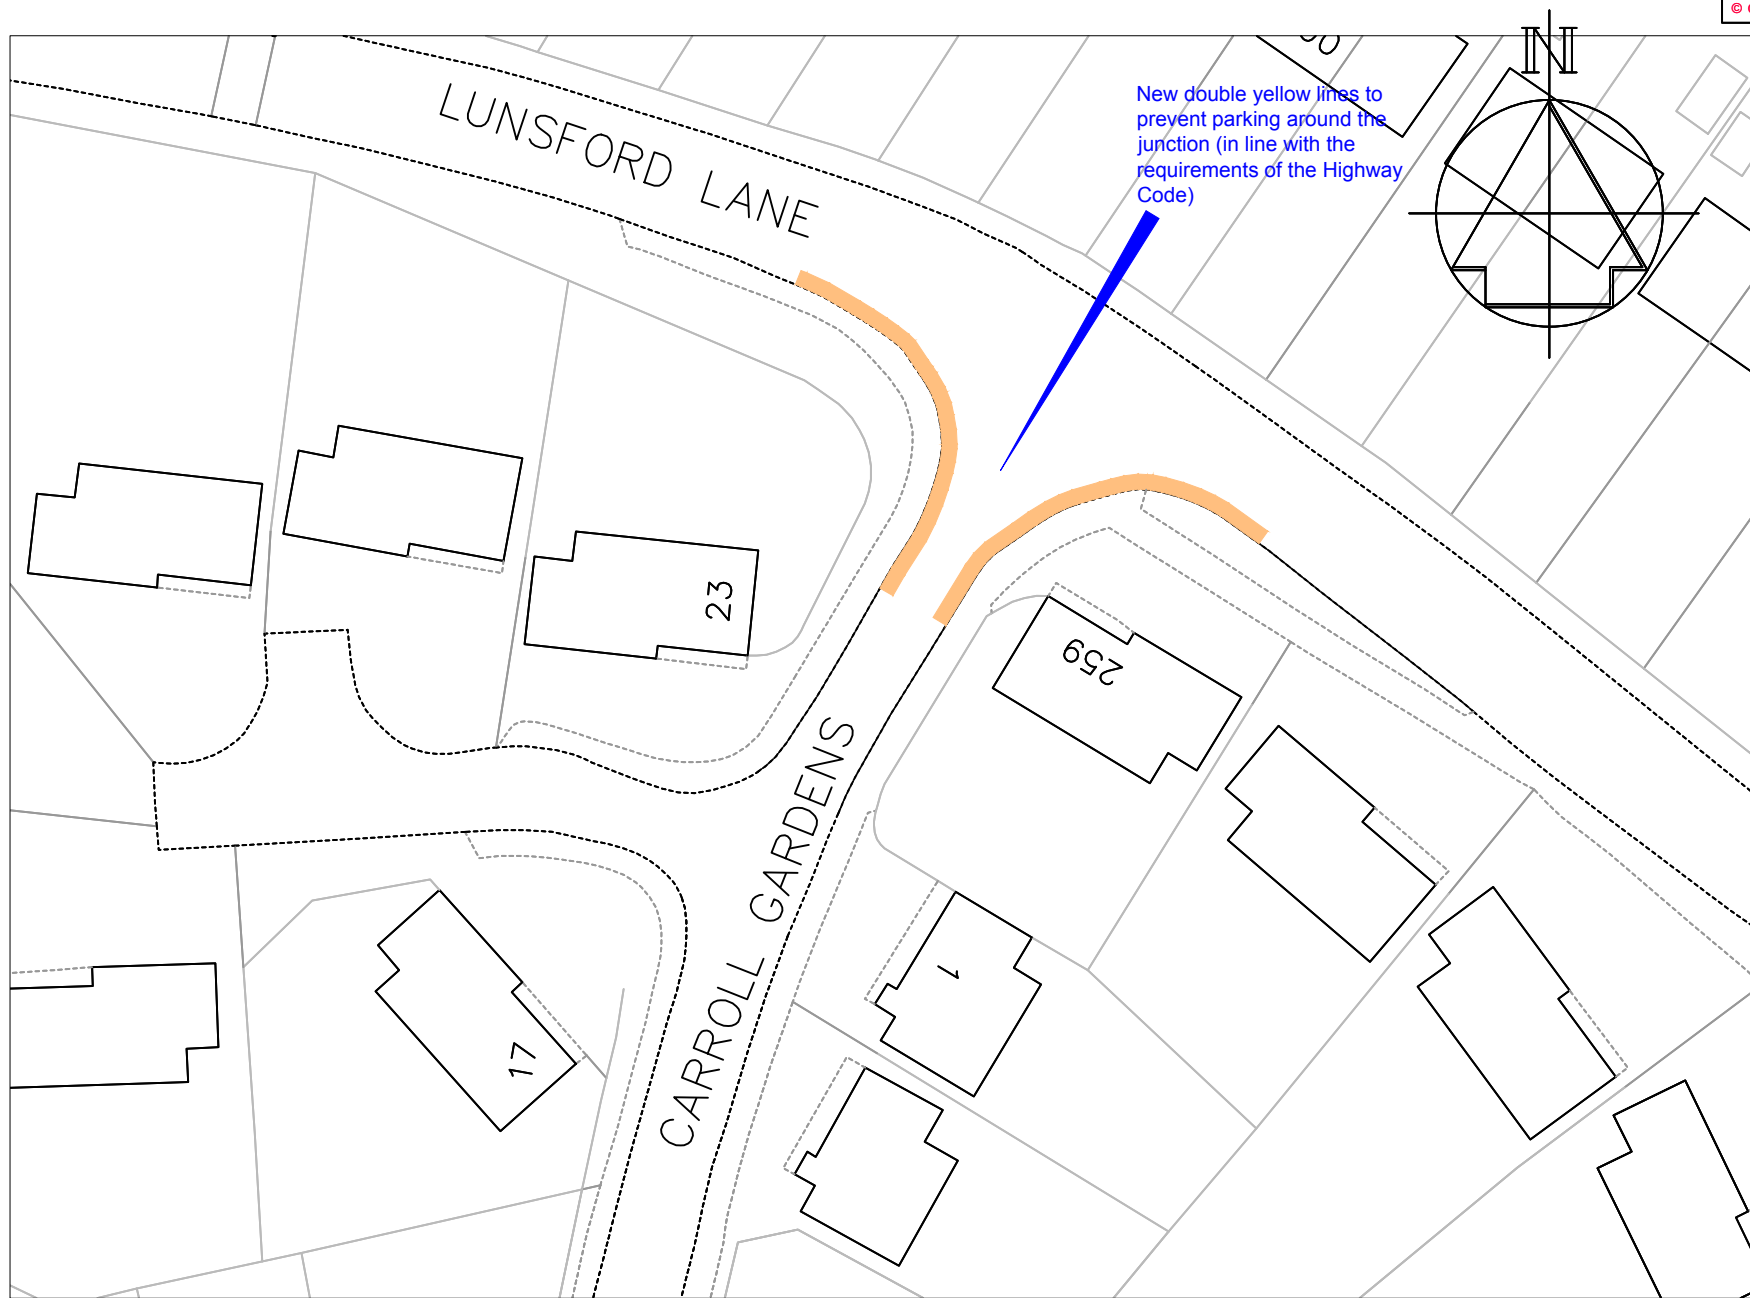 ©
N
LUNSFORD LANE
New double yellow lines to
prevent parking around the
junction (in line with the
requirements of the Highway
Code)
23
259
CARROLL GARDENS
1
17